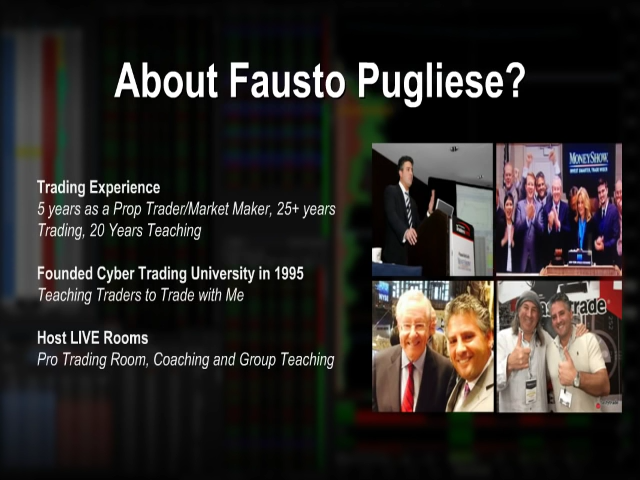 About Fausto Pugliese?
Trading Experience
5 years as a Prop Trader/Market Maker, 25+ years
Trading, 20 Years Teaching
Founded Cyber Trading University in 1995
Teaching Traders to Trade with Me
Host LIVE Rooms
Pro Trading Room, Coaching and Group Teaching
MONEYSHOW